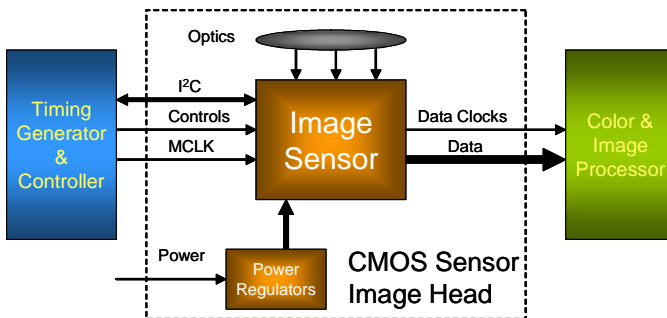 Optics
I²C
Controls
MCLK
Timing
Generator
&
Controller
Image
Sensor
Data Clocks
Data
Color &
Image
Processor
Power
Power
Regulators
CMOS Sensor
Image Head